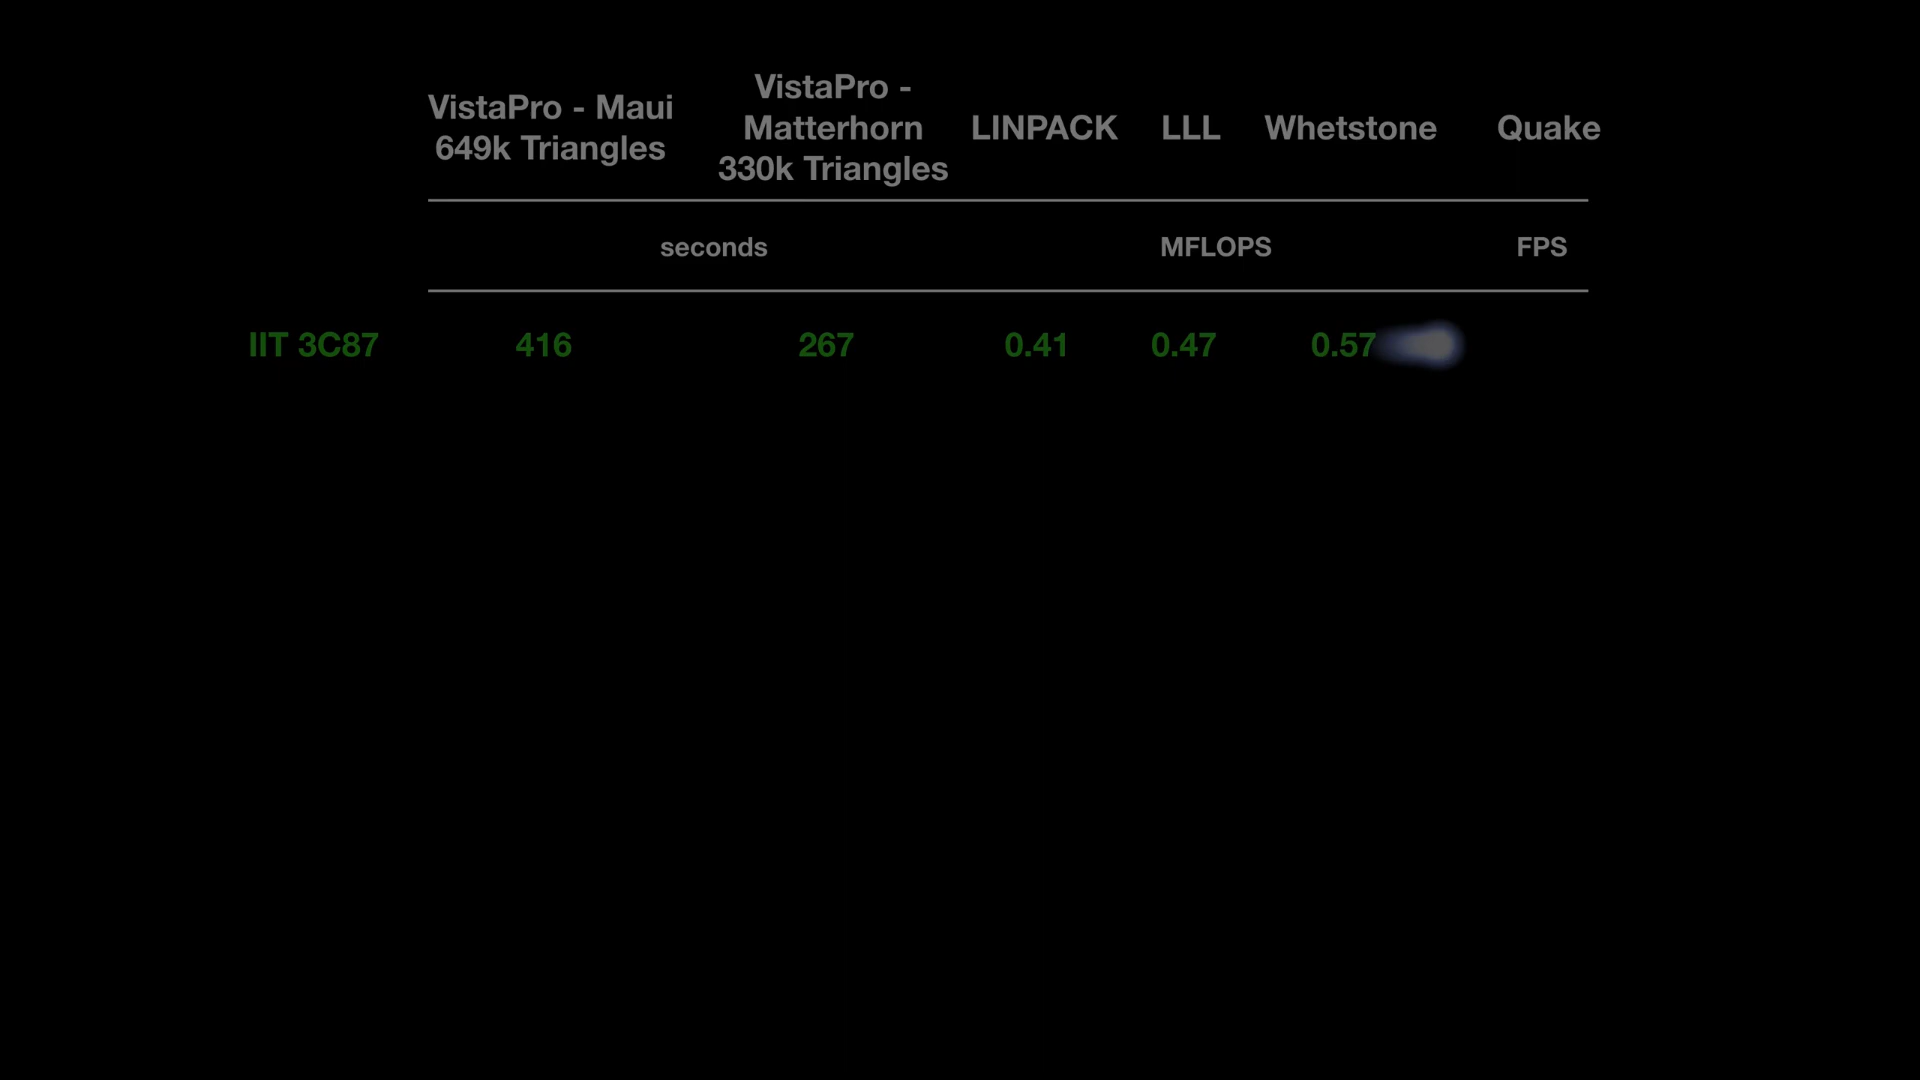 VistaPro - Maui
649k Triangles
VistaPro -
Matterhorn
330k Triangles
LINPACK
LLL
Whetstone
Quake
seconds
MFLOPS
FPS
IIT 3C87 416 267 0.41 0.47 0.57